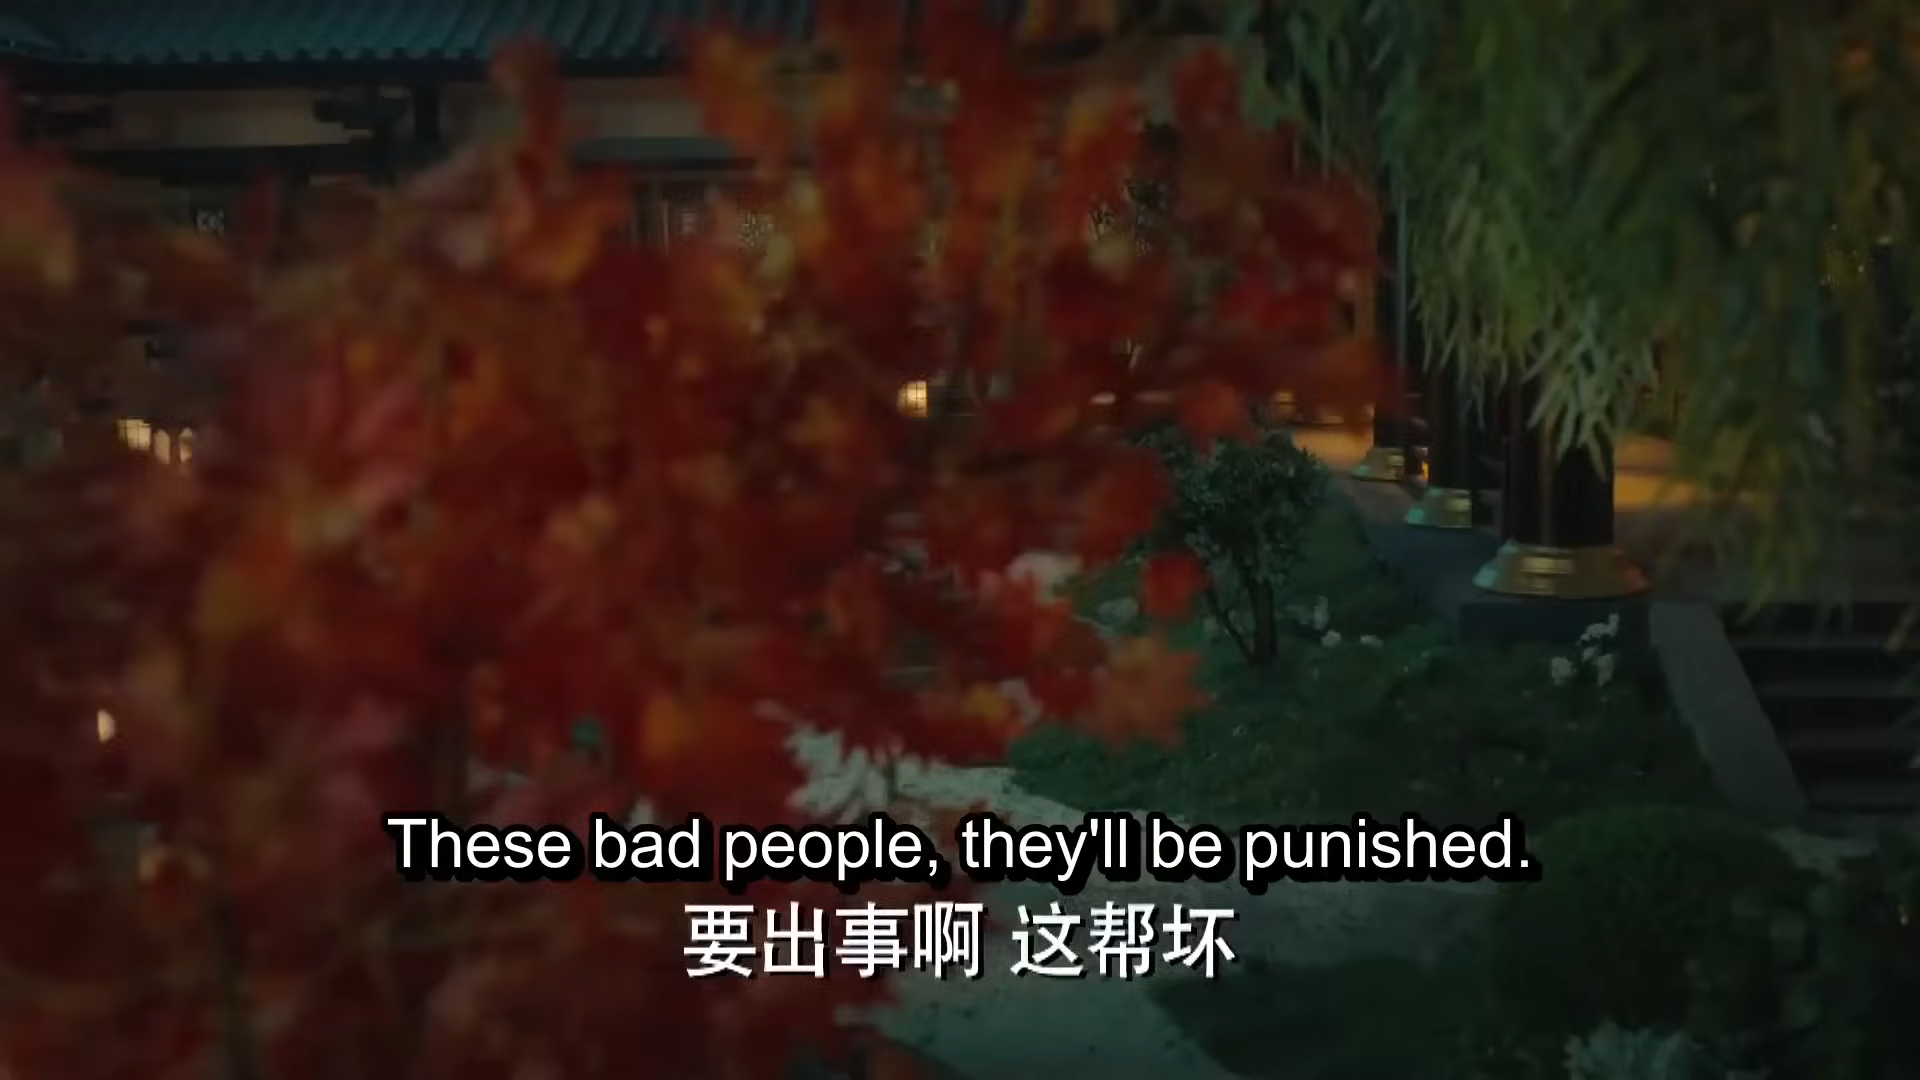 These bad people, they'll be punished.
要出事啊 这帮坏